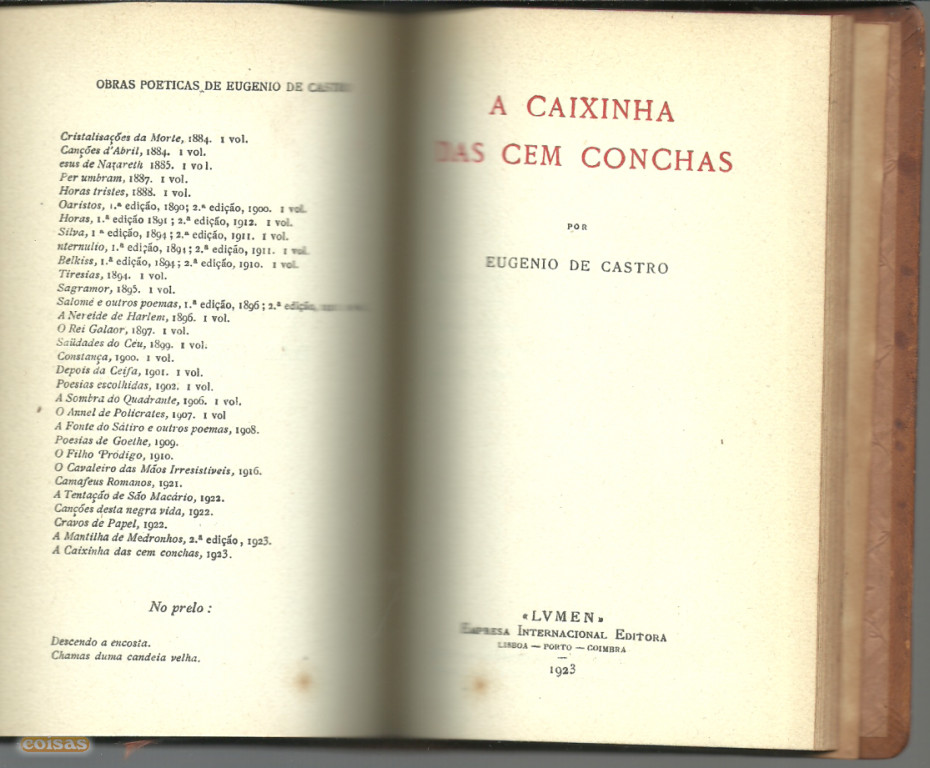 OBRAS POETICAS DE EUGENIO DE CASTRO
Cristalisações da Morte, 1884. 1 vol.
Canções d'Abril, 1884. 1 vol.
esus de Nazareth 1885. 1 vol.
Per umbram, 1887. 1 vol.
Horas tristes, 1888. 1 vol.
Oaristos, 1.ª edição, 1890; 2.ª edição, 1900. 1 vol.
Horas, 1.ª edição 1891; 2.ª edição, 1912. 1 vol.
Silva, 1 ª edição, 1894; 2.ª edição, 1911. 1 vol.
nternulio, 1.ª edição, 1894; 2.ª edição, 1911. 1 vol.
Belkiss, 1.ª edição, 1894; 2.ª edição, 1910. 1 vol.
Tiresias, 1894. 1 vol.
Sagramor, 1895. 1 vol.
Salomé e outros poemas, 1.ª edição, 1896; 2.ª edição,
A Nereide de Harlem, 1896. 1 vol.
O Rei Galaor, 1897. 1 vol.
Saüdades do Céu, 1899. 1 vol.
Constança, 1900. 1 vol.
Depois da Ceifa, 1901. 1 vol.
Poesias escolhidas, 1902. 1 vol.
A Sombra do Quadrante, 1906. 1 vol.
O Annel de Policrates, 1907. 1 vol
A Fonte do Sátiro e outros poemas, 1908.
Poesias de Goethe, 1909.
O Filho Pródigo, 1910.
O Cavaleiro das Mãos Irresistiveis, 1916.
Camafeus Romanos, 1921.
A Tentação de São Macário, 1922.
Canções desta negra vida, 1922.
Cravos de Papel, 1922.
A Mantilha de Medronhos, 2.ª edição, 1923.
A Caixinha das cem conchas, 1923.
No prelo:
Descendo a encosta.
Chamas duma candeia velha.
A CAIXINHA
DAS CEM CONCHAS
POR
EUGENIO DE CASTRO
«LVMEN»
EMPRESA INTERNACIONAL EDITORA
LISBOA — PORTO — COIMBRA
1923
coisas